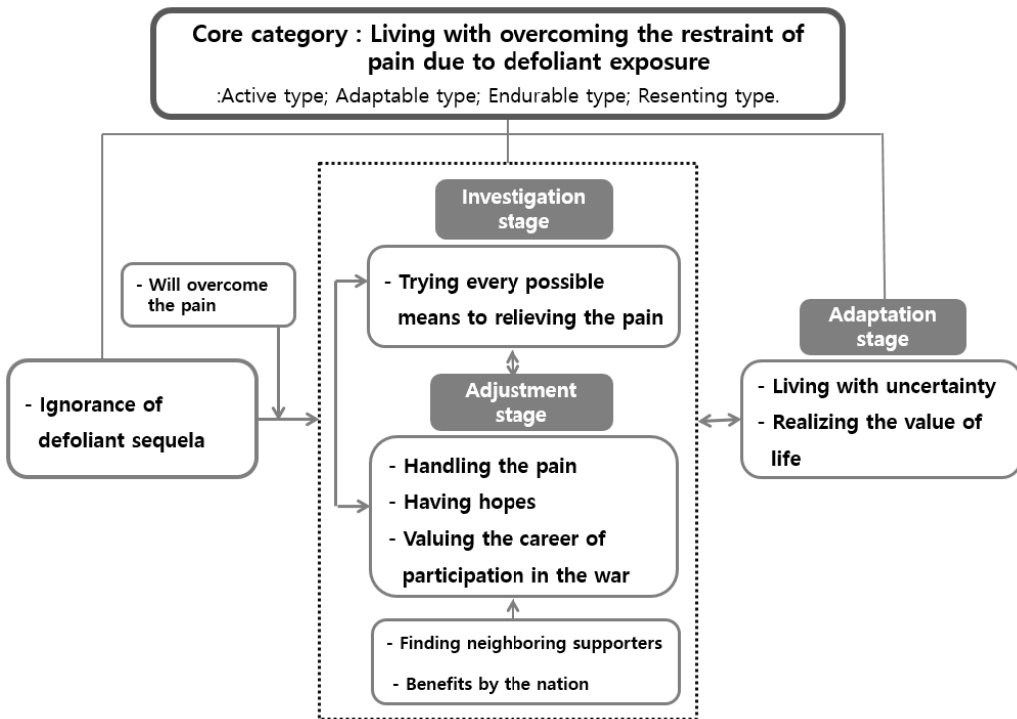 Core category : Living with overcoming the restraint of
pain due to defoliant exposure
:Active type; Adaptable type; Endurable type; Resenting type.
- Will overcome
the pain
- Ignorance of
defoliant sequela
Investigation
stage
- Trying every possible
means to relieving the pain
Adjustment
stage
- Handling the pain
- Having hopes
- Valuing the career of
participation in the war
- Finding neighboring supporters
- Benefits by the nation
Adaptation
stage
- Living with uncertainty
- Realizing the value of
life